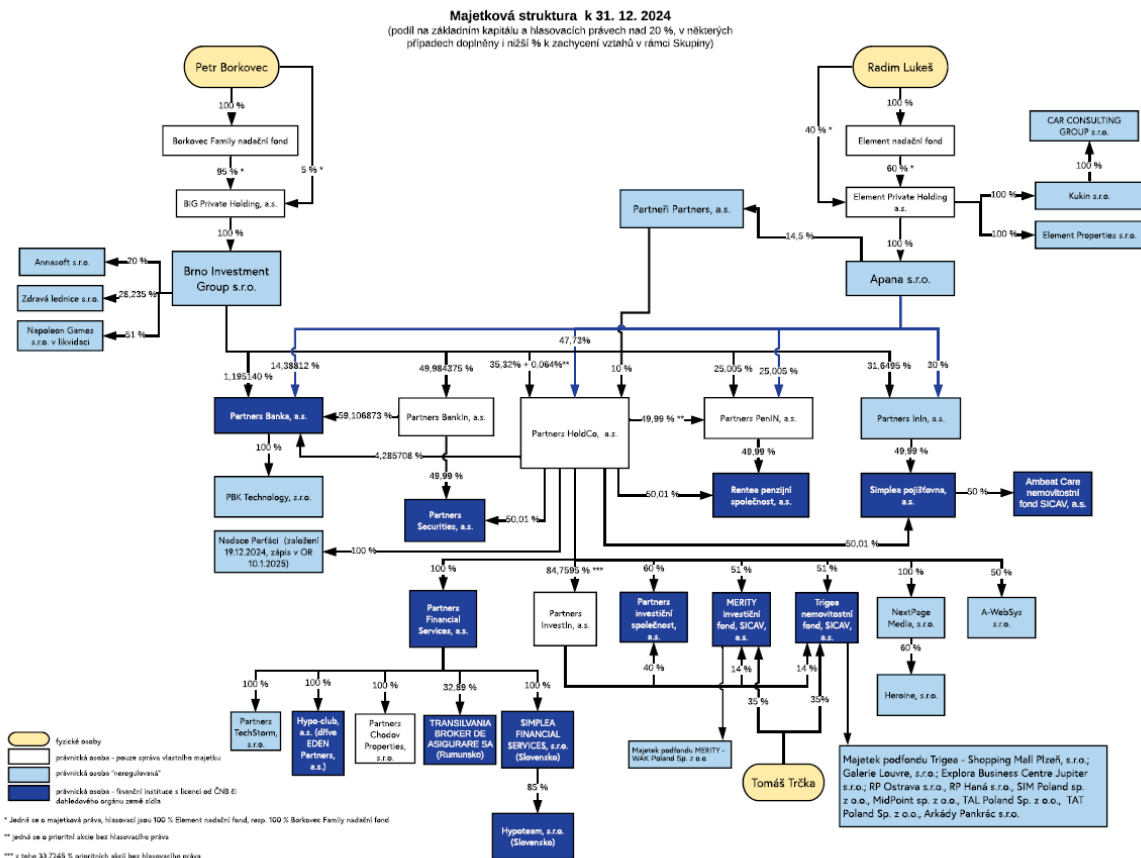 Majetková struktura k 31. 12. 2024
(podíl na základním kapitálu a hlasovacích právech nad 20 %, v některých
případech doplněny i nižší % k zachycení vztahů v rámci Skupiny)
Petr Borkovec
Radim Lukeš
100 %
100 %
Borkovec Family nadační fond
5 % *
40 % *
Element nadační fond
CAR CONSULTING
GROUP s.r.o.
95 % *
60 % *
100 %
BIG Private Holding, a.s.
Partneři Partners, a.s.
Element Private Holding
a.s.
100 %
Kukin s.r.o.
100 %
14,5 %
100 %
100 %
Element Properties s.r.o.
Annasoft s.r.o.
20 %
Brno Investment
Group s.r.o.
Apana s.r.o.
Zdravá lednice s.r.o.
28,235 %
Napoleon Games
s.r.o. v likvidaci
51 %
47,73%
1,195140 %
14,38812 %
49,984375 %
35,32% + 0,064%**
10 %
25,005 %
25,005 %
31,6495 %
30 %
Partners Banka, a.s.
59,106873 %
Partners BankIn, a.s.
Partners HoldCo, a.s.
49,99 % **
Partners PenIN, a.s.
Partners InIn, a.s.
100 %
4,285708 %
49,99 %
49,99 %
49,99 %
PBK Technology, s.r.o.
Partners
Securities, a.s.
50,01 %
50,01 %
Rentea penzijní
společnost, a.s.
Simplea pojišťovna,
a.s.
50 %
Ambeat Care
nemovitostní
fond SICAV, a.s.
Nadace Parťáci (založení
19.12.2024, zápis v OR
10.1.2025)
100 %
50,01 %
100 %
84,7595 % ***
60 %
51 %
51 %
100 %
50 %
Partners
Financial
Services, a.s.
Partners
InvestIn, a.s.
Partners
investiční
společnost,
a.s.
MERITY
investiční
fond, SICAV,
a.s.
Trigea
nemovitostní
fond, SICAV,
a.s.
NextPage
Media, s.r.o.
A-WebSys
s.r.o.
40 %
14 %
14 %
60 %
100 %
100 %
100 %
32,89 %
100 %
35 %
35%
Heroine, s.r.o.
Partners
TechStorm,
s.r.o.
Hypo-club,
a.s. (dříve
EDEN
Partners,
a.s.)
Partners
Chodov
Properties,
s.r.o.
TRANSILVANIA
BROKER DE
ASIGURARE SA
(Rumunsko)
SIMPLEA
FINANCIAL
SERVICES, s.r.o.
(Slovensko)
Majetek podfondu MERITY -
WAK Poland Sp. z o.o.
Tomáš Trčka
Majetek podfondu Trigea - Shopping Mall Plzeň, s.r.o.;
Galerie Louvre, s.r.o.; Explora Business Centre Jupiter
s.r.o.; RP Ostrava s.r.o., RP Haná s.r.o., SIM Poland sp.
z o.o., MidPoint sp. z o.o., TAL Poland Sp. z o.o., TAT
Poland Sp. z o.o., Arkády Pankrác s.r.o.
85 %
Hypoteam, s.r.o.
(Slovensko)
fyzické osoby
právnická osoba - pouze správa vlastního majetku
právnická osoba "neregulovaná"
právnická osoba - finanční instituce s licencí od ČNB či
dohledového orgánu země sídla
* Jedná se o majetková práva, hlasovací jsou 100 % Element nadační fond, resp. 100 % Borkovec Family nadační fond
** jedná se o prioritní akcie bez hlasovacího práva
*** z toho 33,7245 % prioritních akcií bez hlasovacího práva